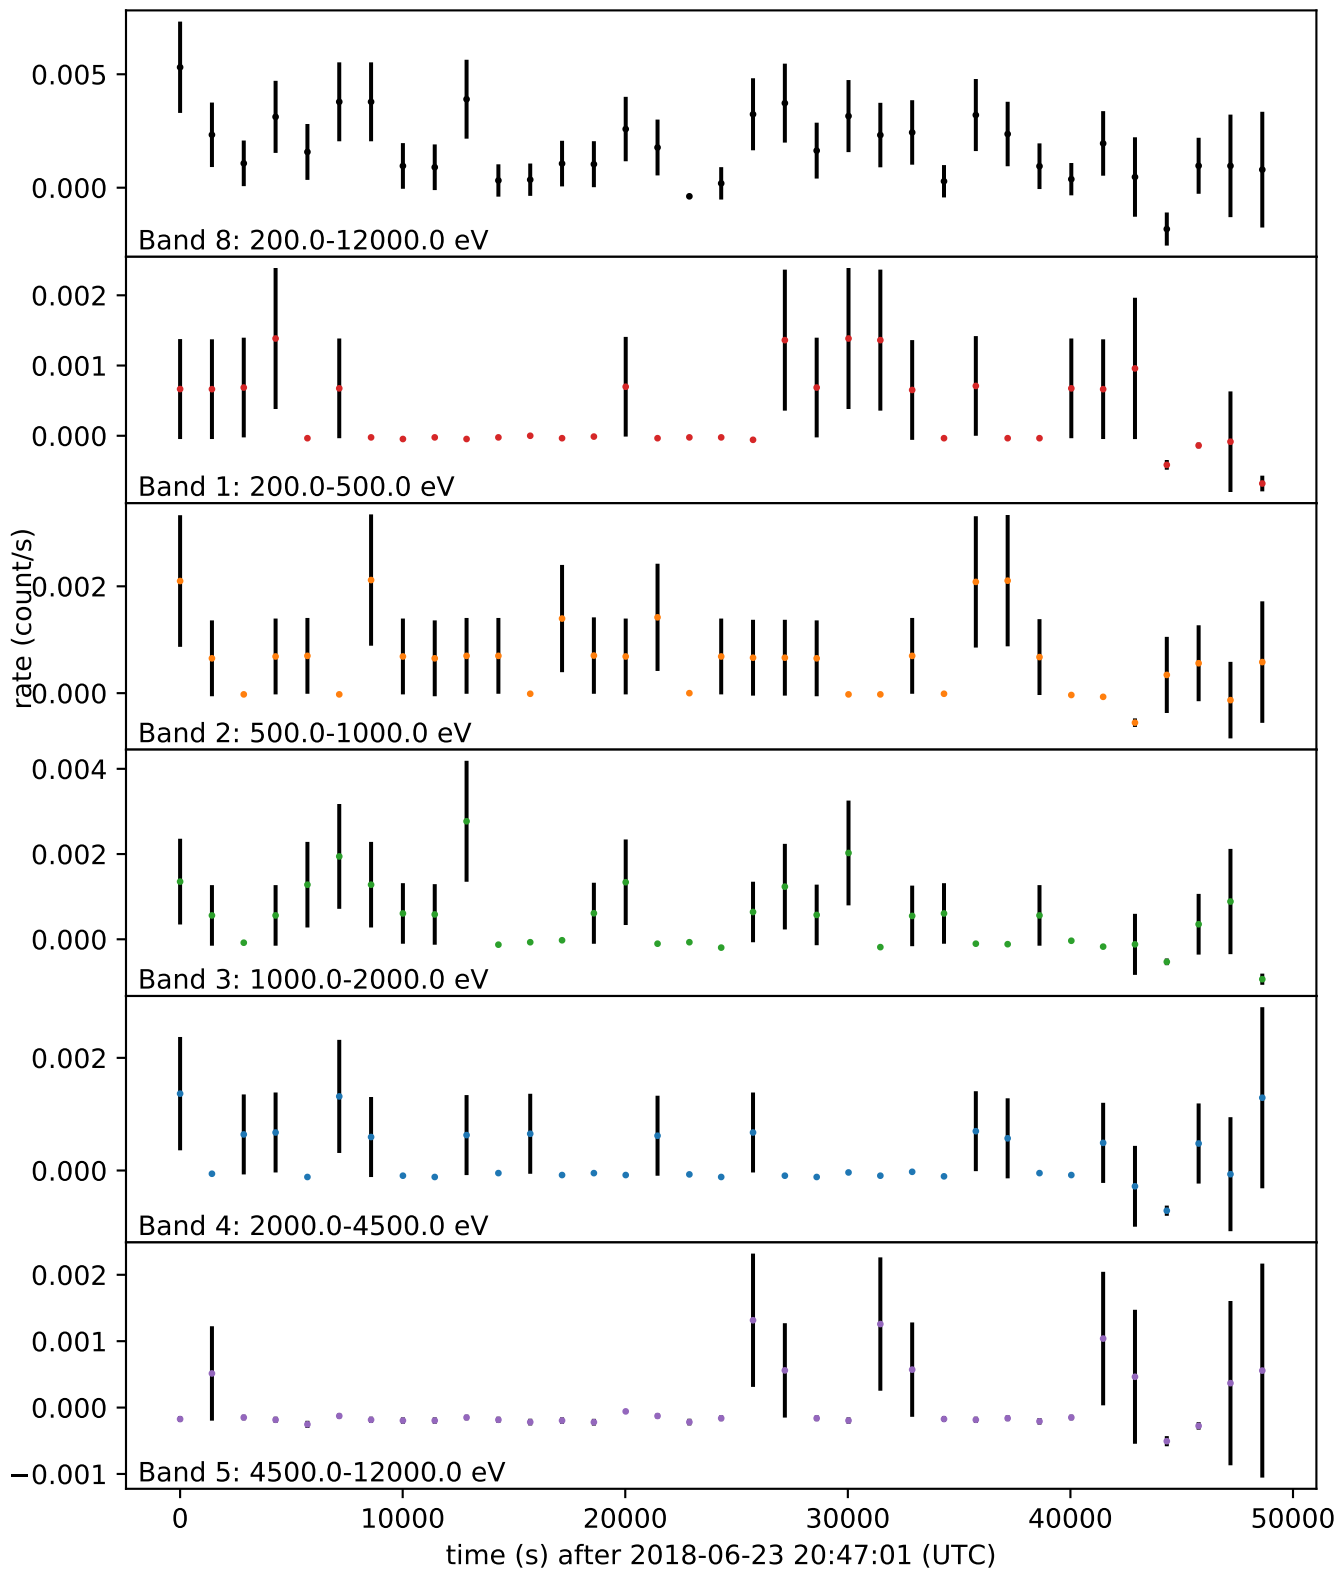 0.005
0.000
Band 8: 200.0-12000.0 eV
0.002
0.001
0.000
Band 1: 200.0-500.0 eV
rate (count/s)
0.002
0.000
Band 2: 500.0-1000.0 eV
0.004
0.002
0.000
Band 3: 1000.0-2000.0 eV
0.002
0.000
Band 4: 2000.0-4500.0 eV
0.002
0.001
0.000
−0.001
Band 5: 4500.0-12000.0 eV
0 10000 20000 30000 40000 50000
time (s) after 2018-06-23 20:47:01 (UTC)